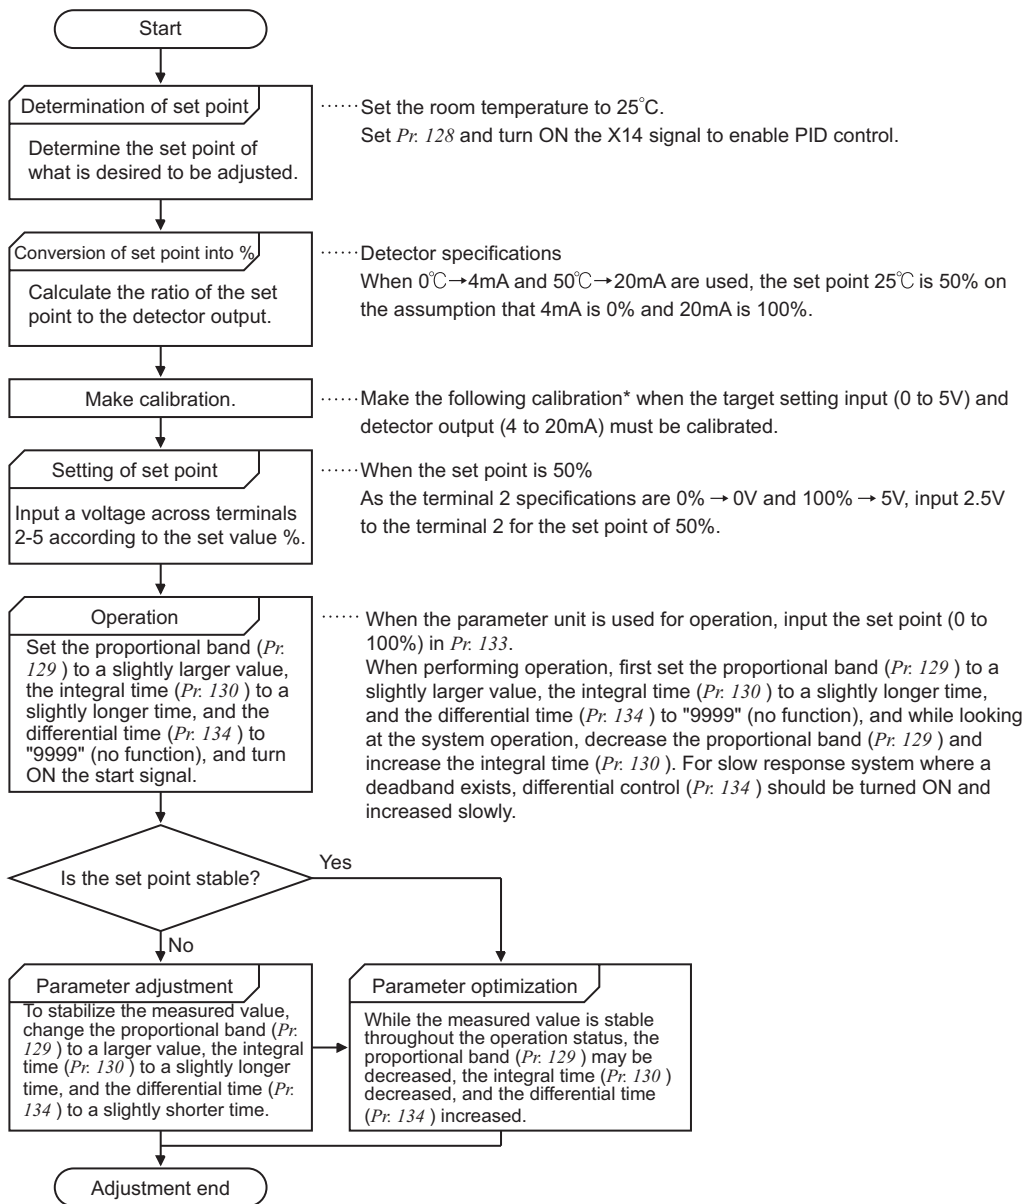 Start
Determination of set point
Determine the set point of
what is desired to be adjusted.
······Set the room temperature to 25°C.
Set Pr. 128 and turn ON the X14 signal to enable PID control.
Conversion of set point into %
Calculate the ratio of the set
point to the detector output.
······Detector specifications
When 0℃→4mA and 50℃→20mA are used, the set point 25℃ is 50% on
the assumption that 4mA is 0% and 20mA is 100%.
Make calibration.
······Make the following calibration* when the target setting input (0 to 5V) and
detector output (4 to 20mA) must be calibrated.
Setting of set point
Input a voltage across terminals
2-5 according to the set value %.
······When the set point is 50%
As the terminal 2 specifications are 0% → 0V and 100% → 5V, input 2.5V
to the terminal 2 for the set point of 50%.
Operation
Set the proportional band (Pr.
129 ) to a slightly larger value,
the integral time (Pr. 130 ) to a
slightly longer time, and the
differential time (Pr. 134 ) to
"9999" (no function), and turn
ON the start signal.
······ When the parameter unit is used for operation, input the set point (0 to
100%) in Pr. 133.
When performing operation, first set the proportional band (Pr. 129 ) to a
slightly larger value, the integral time (Pr. 130 ) to a slightly longer time,
and the differential time (Pr. 134 ) to "9999" (no function), and while looking
at the system operation, decrease the proportional band (Pr. 129 ) and
increase the integral time (Pr. 130 ). For slow response system where a
deadband exists, differential control (Pr. 134 ) should be turned ON and
increased slowly.
Is the set point stable?
Yes
No
Parameter adjustment
To stabilize the measured value,
change the proportional band (Pr.
129 ) to a larger value, the integral
time (Pr. 130 ) to a slightly longer
time, and the differential time (Pr.
134 ) to a slightly shorter time.
Parameter optimization
While the measured value is stable
throughout the operation status, the
proportional band (Pr. 129 ) may be
decreased, the integral time (Pr. 130 )
decreased, and the differential time
(Pr. 134 ) increased.
Adjustment end